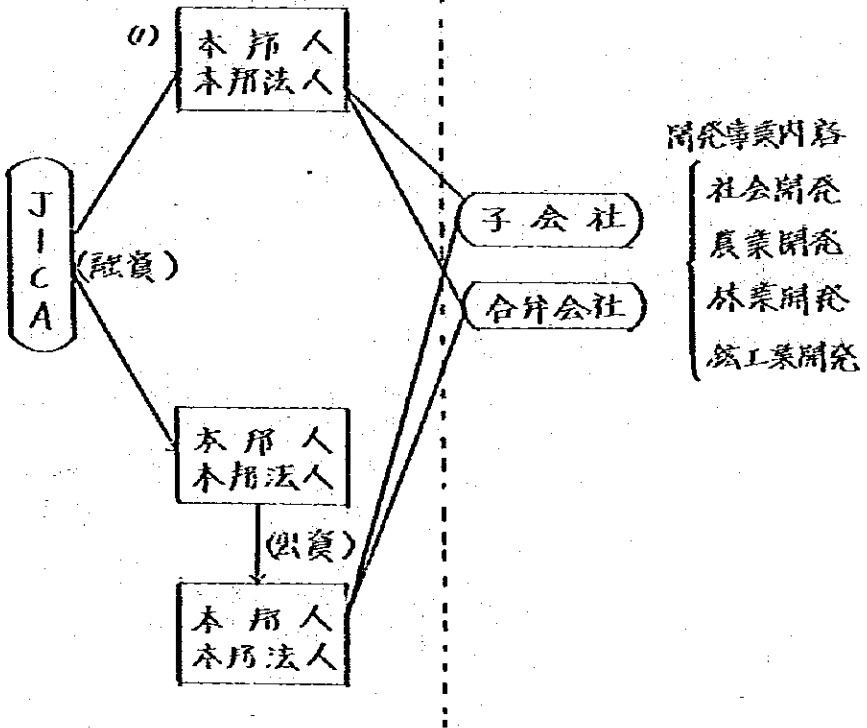 (1)
本邦人
本邦法人
JICA
(融資)
子会社
合弁会社
開発事業内容
社会開発
農業開発
林業開発
鉱工業開発
本邦人
本邦法人
(出資)
本邦人
本邦法人